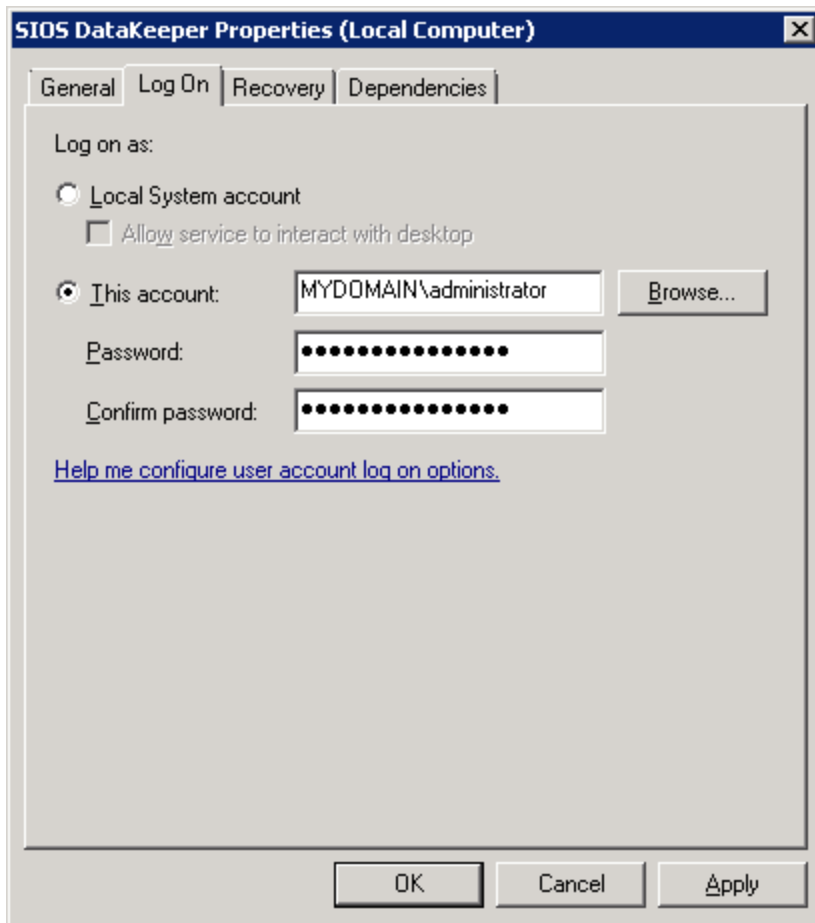 SIOS DataKeeper Properties (Local Computer)
General Log On Recovery Dependencies
Log on as:
Local System account
Allow service to interact with desktop
This account: MYDOMAIN\administrator Browse...
Password: •••••••••••••••
Confirm password: •••••••••••••••
Help me configure user account log on options.
OK Cancel Apply